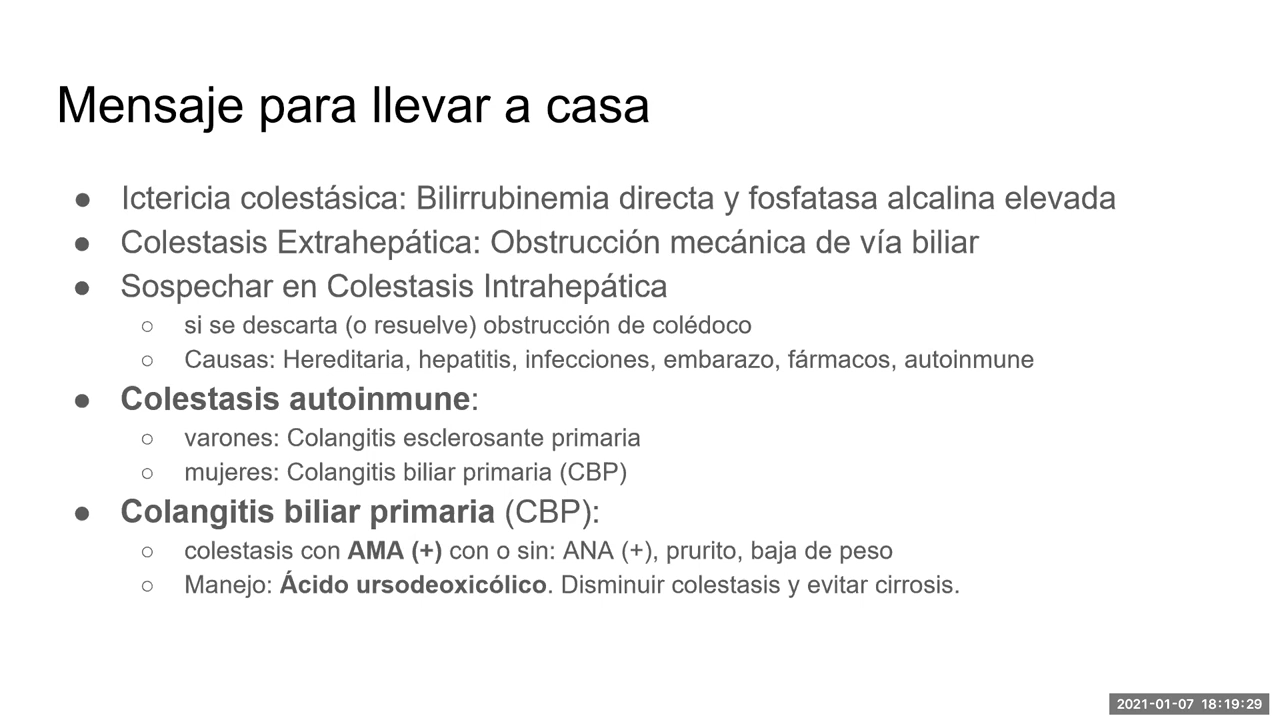 Mensaje para llevar a casa
● Ictericia colestásica: Bilirrubinemia directa y fosfatasa alcalina elevada
● Colestasis Extrahepática: Obstrucción mecánica de vía biliar
● Sospechar en Colestasis Intrahepática
○ si se descarta (o resuelve) obstrucción de colédoco
○ Causas: Hereditaria, hepatitis, infecciones, embarazo, fármacos, autoinmune
● Colestasis autoinmune:
○ varones: Colangitis esclerosante primaria
○ mujeres: Colangitis biliar primaria (CBP)
● Colangitis biliar primaria (CBP):
○ colestasis con AMA (+) con o sin: ANA (+), prurito, baja de peso
○ Manejo: Ácido ursodeoxicólico. Disminuir colestasis y evitar cirrosis.
2021-01-07 18:19:29